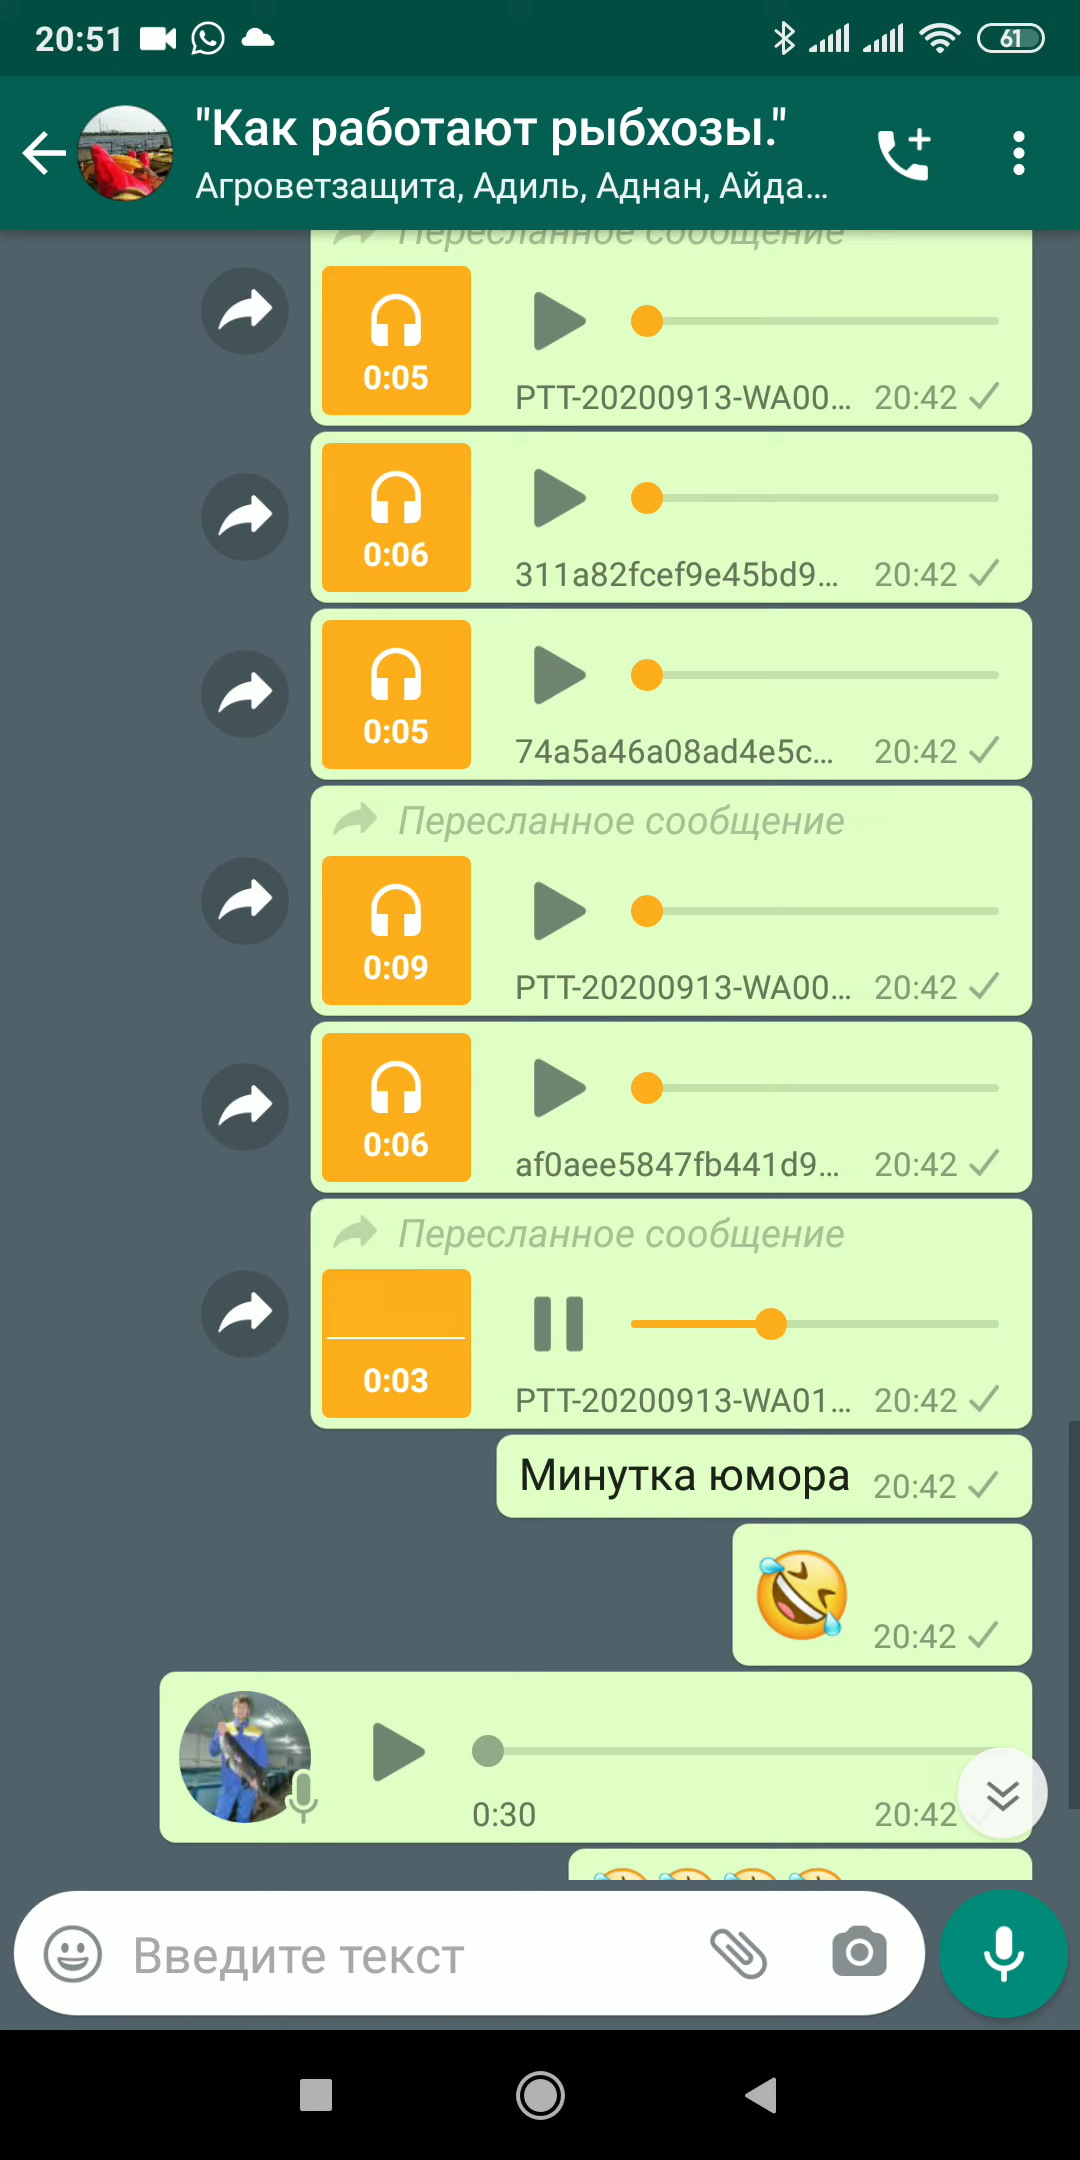 20:51
61
"Как работают рыбхозы."
Агроветзащита, Адиль, Аднан, Айда...
Пересланное сообщение
0:05
PTT-20200913-WA00... 20:42
0:06
311a82fcef9e45bd9... 20:42
0:05
74a5a46a08ad4e5c... 20:42
Пересланное сообщение
0:09
PTT-20200913-WA00... 20:42
0:06
af0aee5847fb441d9... 20:42
Пересланное сообщение
0:03
PTT-20200913-WA01... 20:42
Минутка юмора 20:42
20:42
0:30 20:42
Введите текст